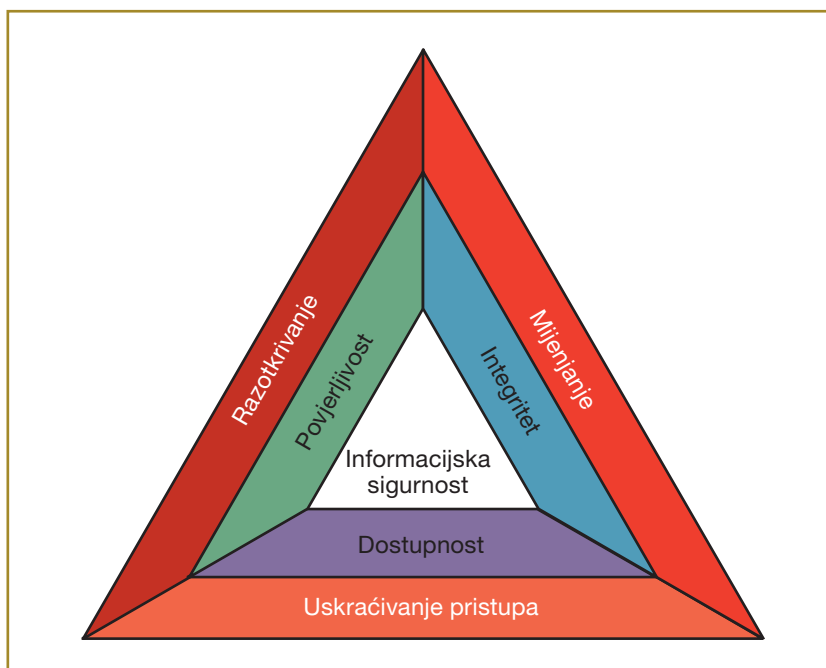 Razotkrivanje
Mijenjanje
Povjerljivost
Integritet
Informacijska
sigurnost
Dostupnost
Uskraćivanje pristupa